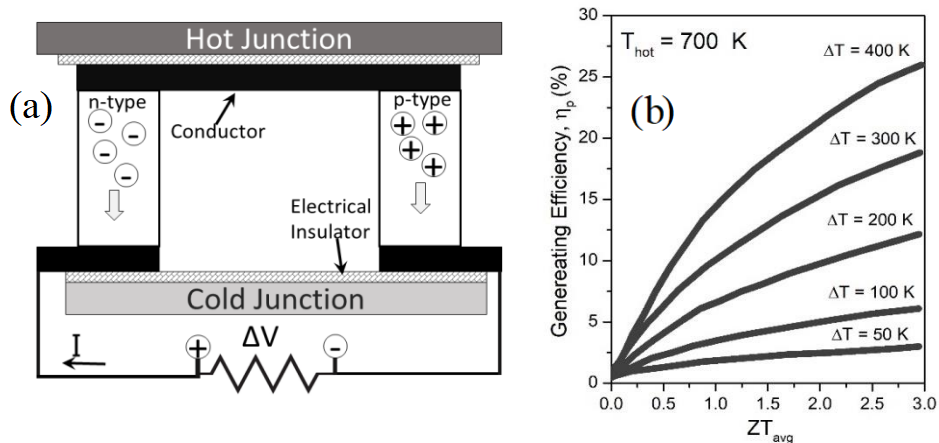 (a)
Hot Junction
n-type
p-type
Conductor
- - - -
+ + + +
Electrical
Insulator
Cold Junction
I
+ ΔV -
(b)
T_hot = 700 K
Genereating Efficiency, η_p (%)
30
25
20
15
10
5
0
ΔT = 400 K
ΔT = 300 K
ΔT = 200 K
ΔT = 100 K
ΔT = 50 K
0.0 0.5 1.0 1.5 2.0 2.5 3.0
ZT_avg